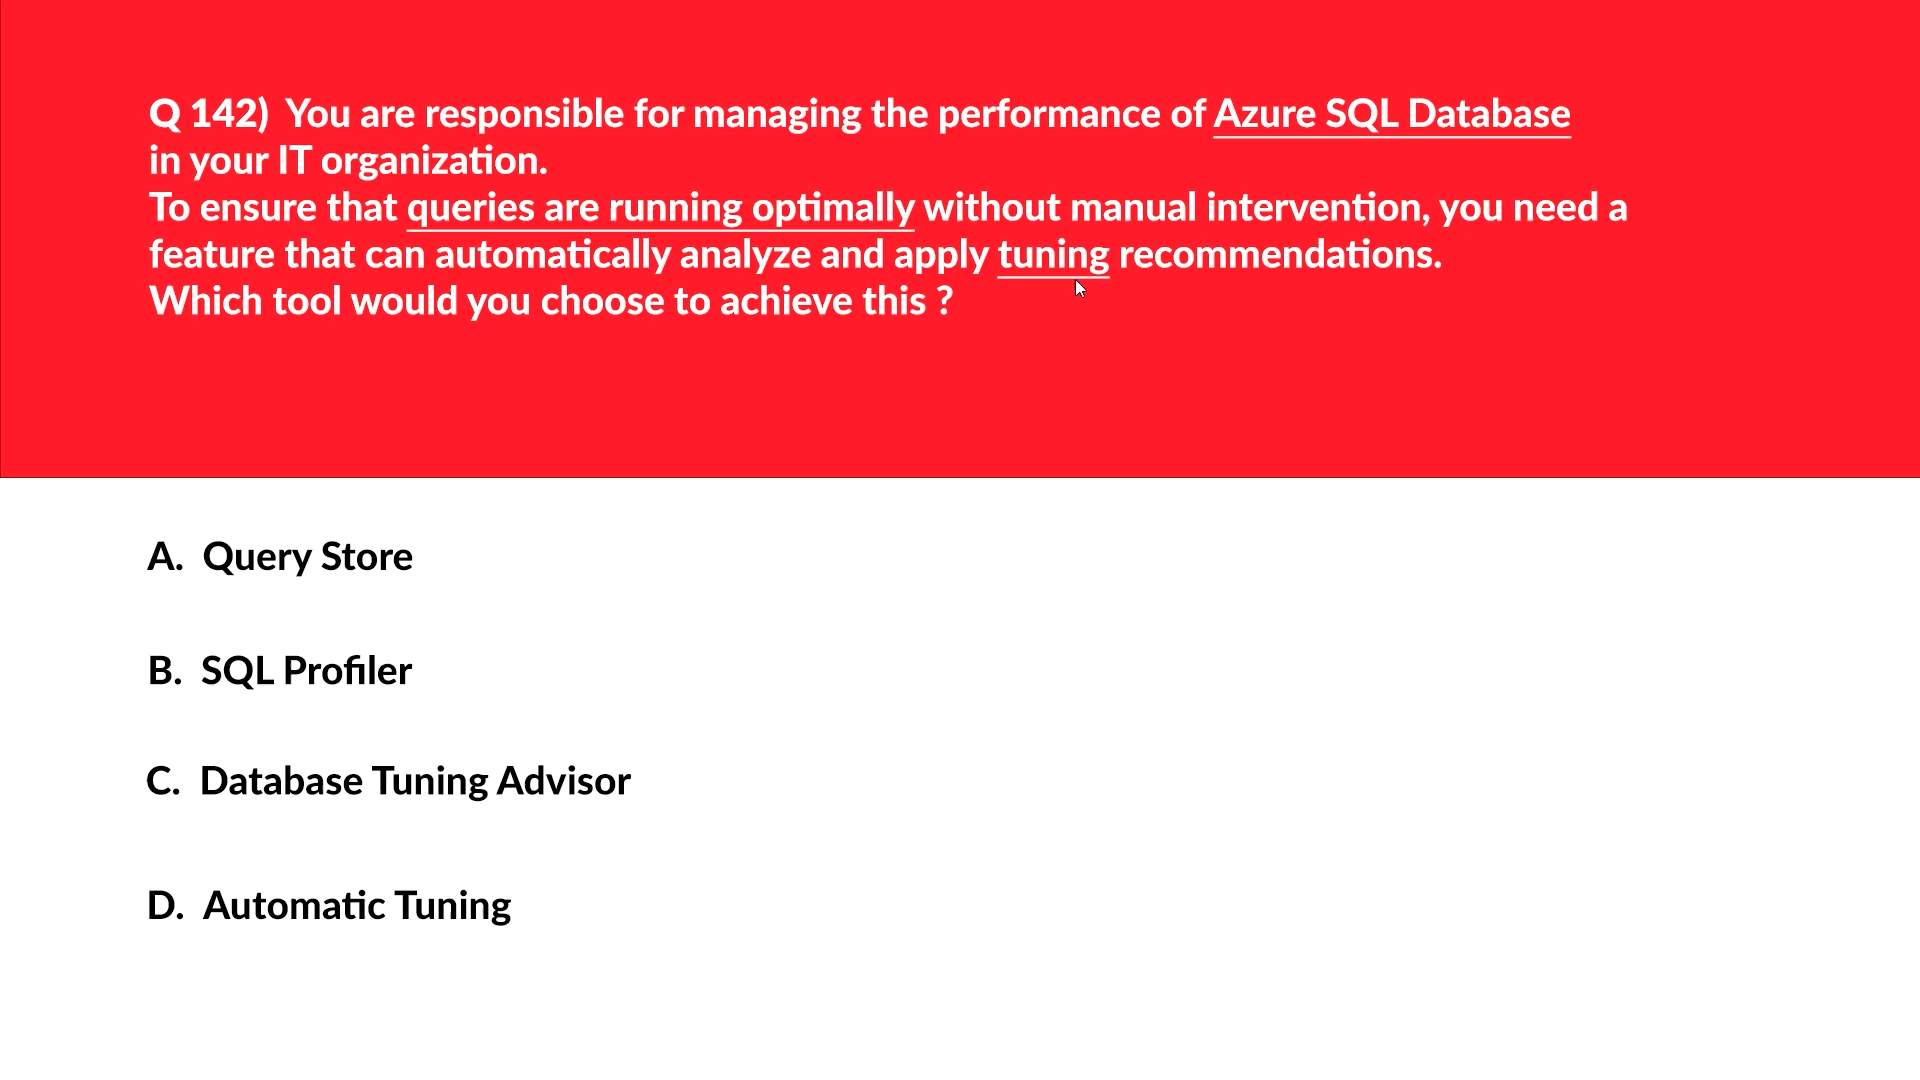 Q 142) You are responsible for managing the performance of Azure SQL Database
in your IT organization.
To ensure that queries are running optimally without manual intervention, you need a
feature that can automatically analyze and apply tuning recommendations.
Which tool would you choose to achieve this ?
A. Query Store
B. SQL Profiler
C. Database Tuning Advisor
D. Automatic Tuning